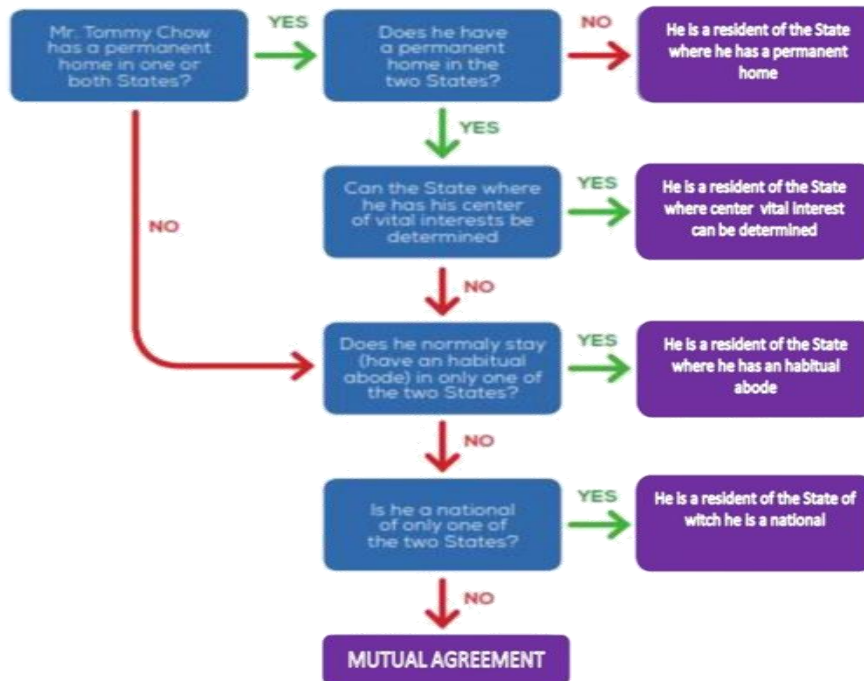 Mr. Tommy Chow
has a permanent
home in one or
both States?
YES
Does he have
a permanent
home in the
two States?
NO
He is a resident of the State
where he has a permanent
home
YES
Can the State where
he has his center
of vital interests be
determined
YES
He is a resident of the State
where center vital interest
can be determined
NO
NO
Does he normaly stay
(have an habitual
abode) in only one of
the two States?
YES
He is a resident of the State
where he has an habitual
abode
NO
Is he a national
of only one of
the two States?
YES
He is a resident of the State of
witch he is a national
NO
MUTUAL AGREEMENT